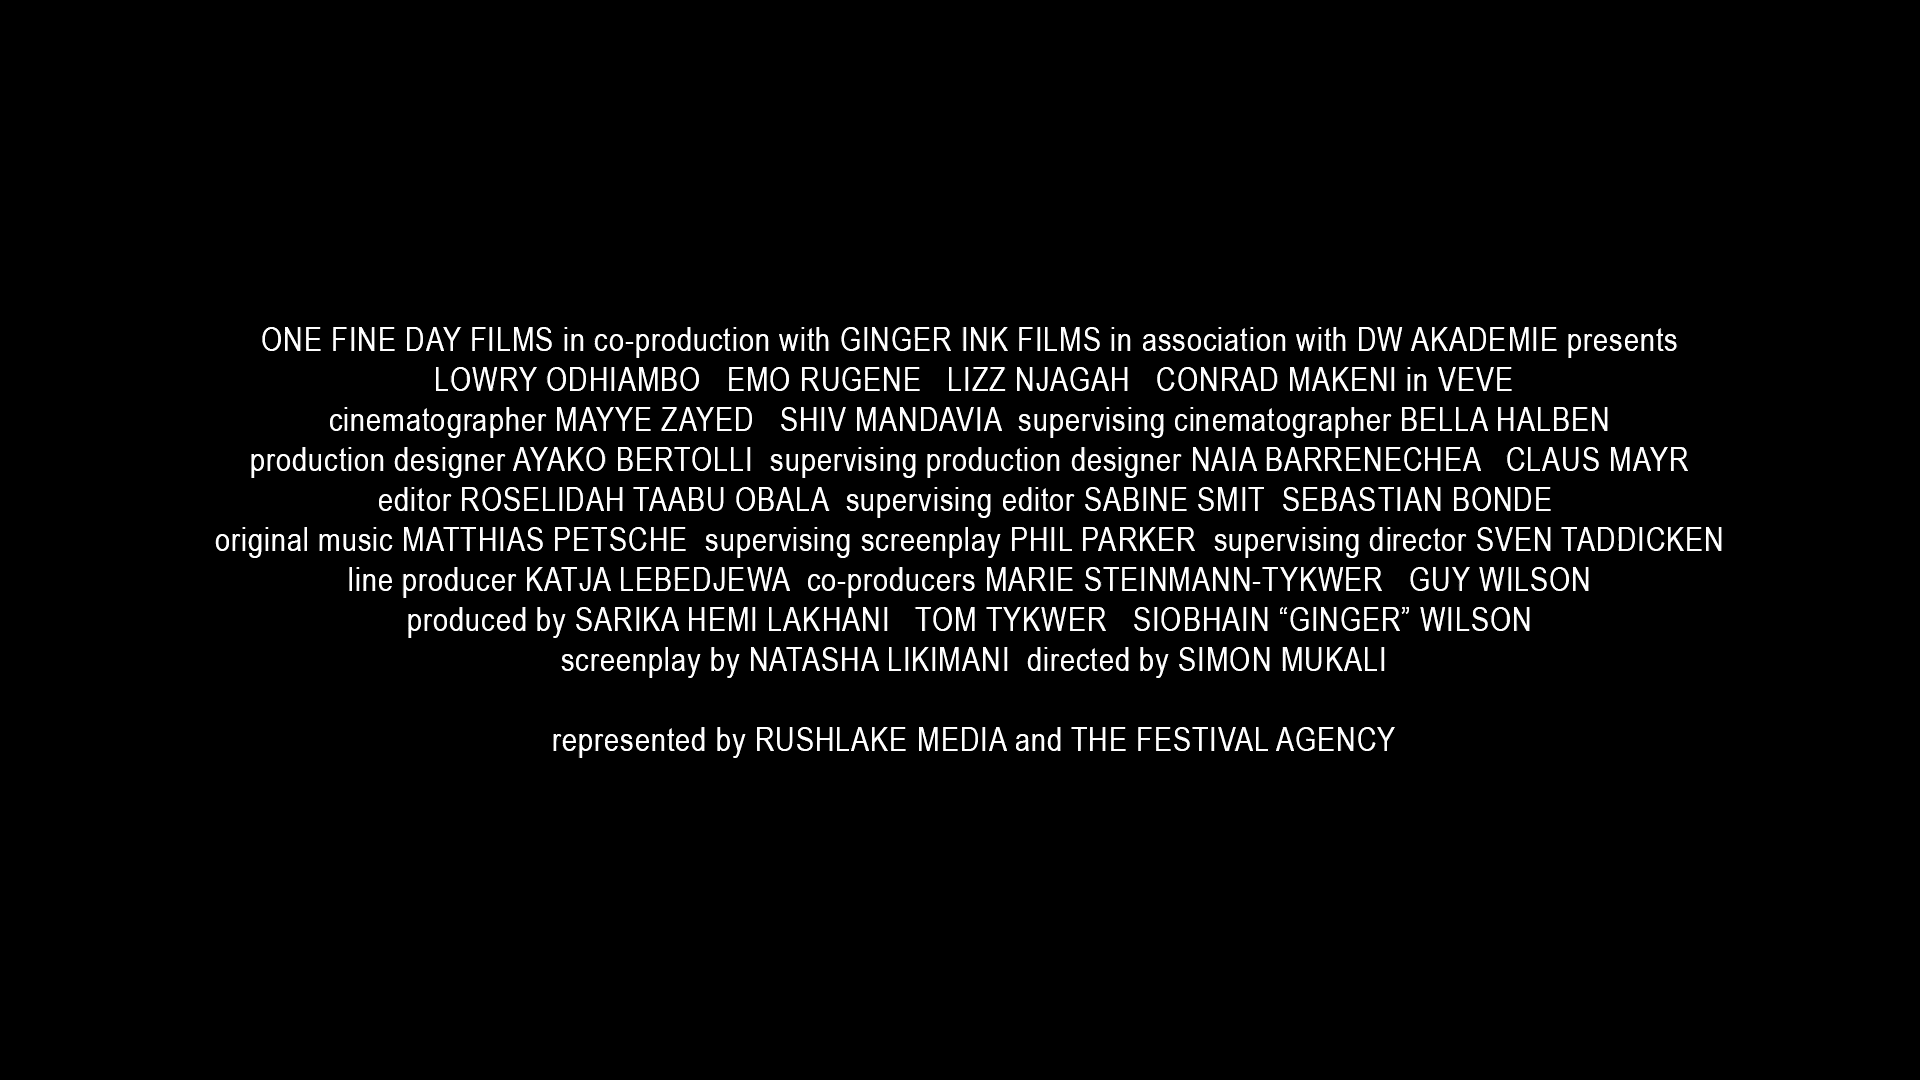 ONE FINE DAY FILMS in co-production with GINGER INK FILMS in association with DW AKADEMIE presents
LOWRY ODHIAMBO EMO RUGENE LIZZ NJAGAH CONRAD MAKENI in VEVE
cinematographer MAYYE ZAYED SHIV MANDAVIA supervising cinematographer BELLA HALBEN
production designer AYAKO BERTOLLI supervising production designer NAIA BARRENECHEA CLAUS MAYR
editor ROSELIDAH TAABU OBALA supervising editor SABINE SMIT SEBASTIAN BONDE
original music MATTHIAS PETSCHE supervising screenplay PHIL PARKER supervising director SVEN TADDICKEN
line producer KATJA LEBEDJEWA co-producers MARIE STEINMANN-TYKWER GUY WILSON
produced by SARIKA HEMI LAKHANI TOM TYKWER SIOBHAIN “GINGER” WILSON
screenplay by NATASHA LIKIMANI directed by SIMON MUKALI
represented by RUSHLAKE MEDIA and THE FESTIVAL AGENCY